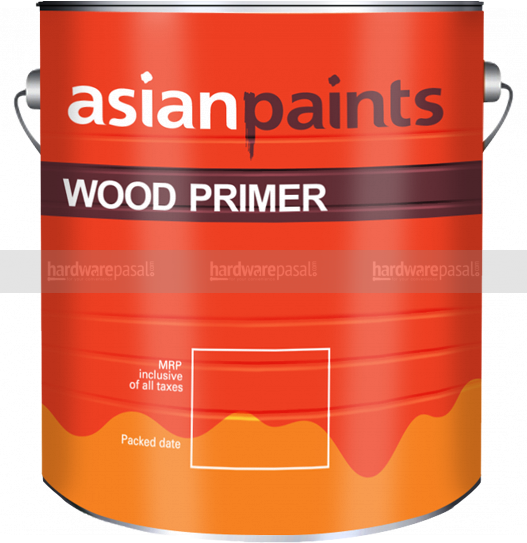 asianpaints
WOOD PRIMER
hardwarepasal hardwarepasal hardwarepasal
MRP
inclusive
of all taxes
Packed date